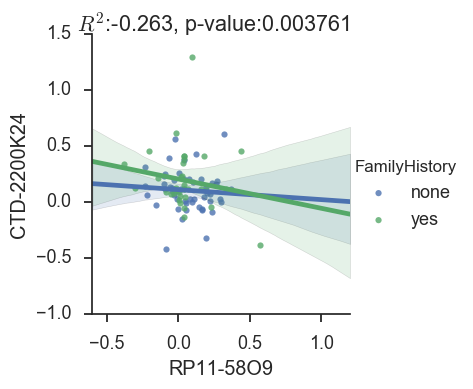 R²:-0.263, p-value:0.003761
1.5
1.0
0.5
0.0
−0.5
−1.0
CTD-2200K24
−0.5 0.0 0.5 1.0
RP11-58O9
FamilyHistory
none
yes